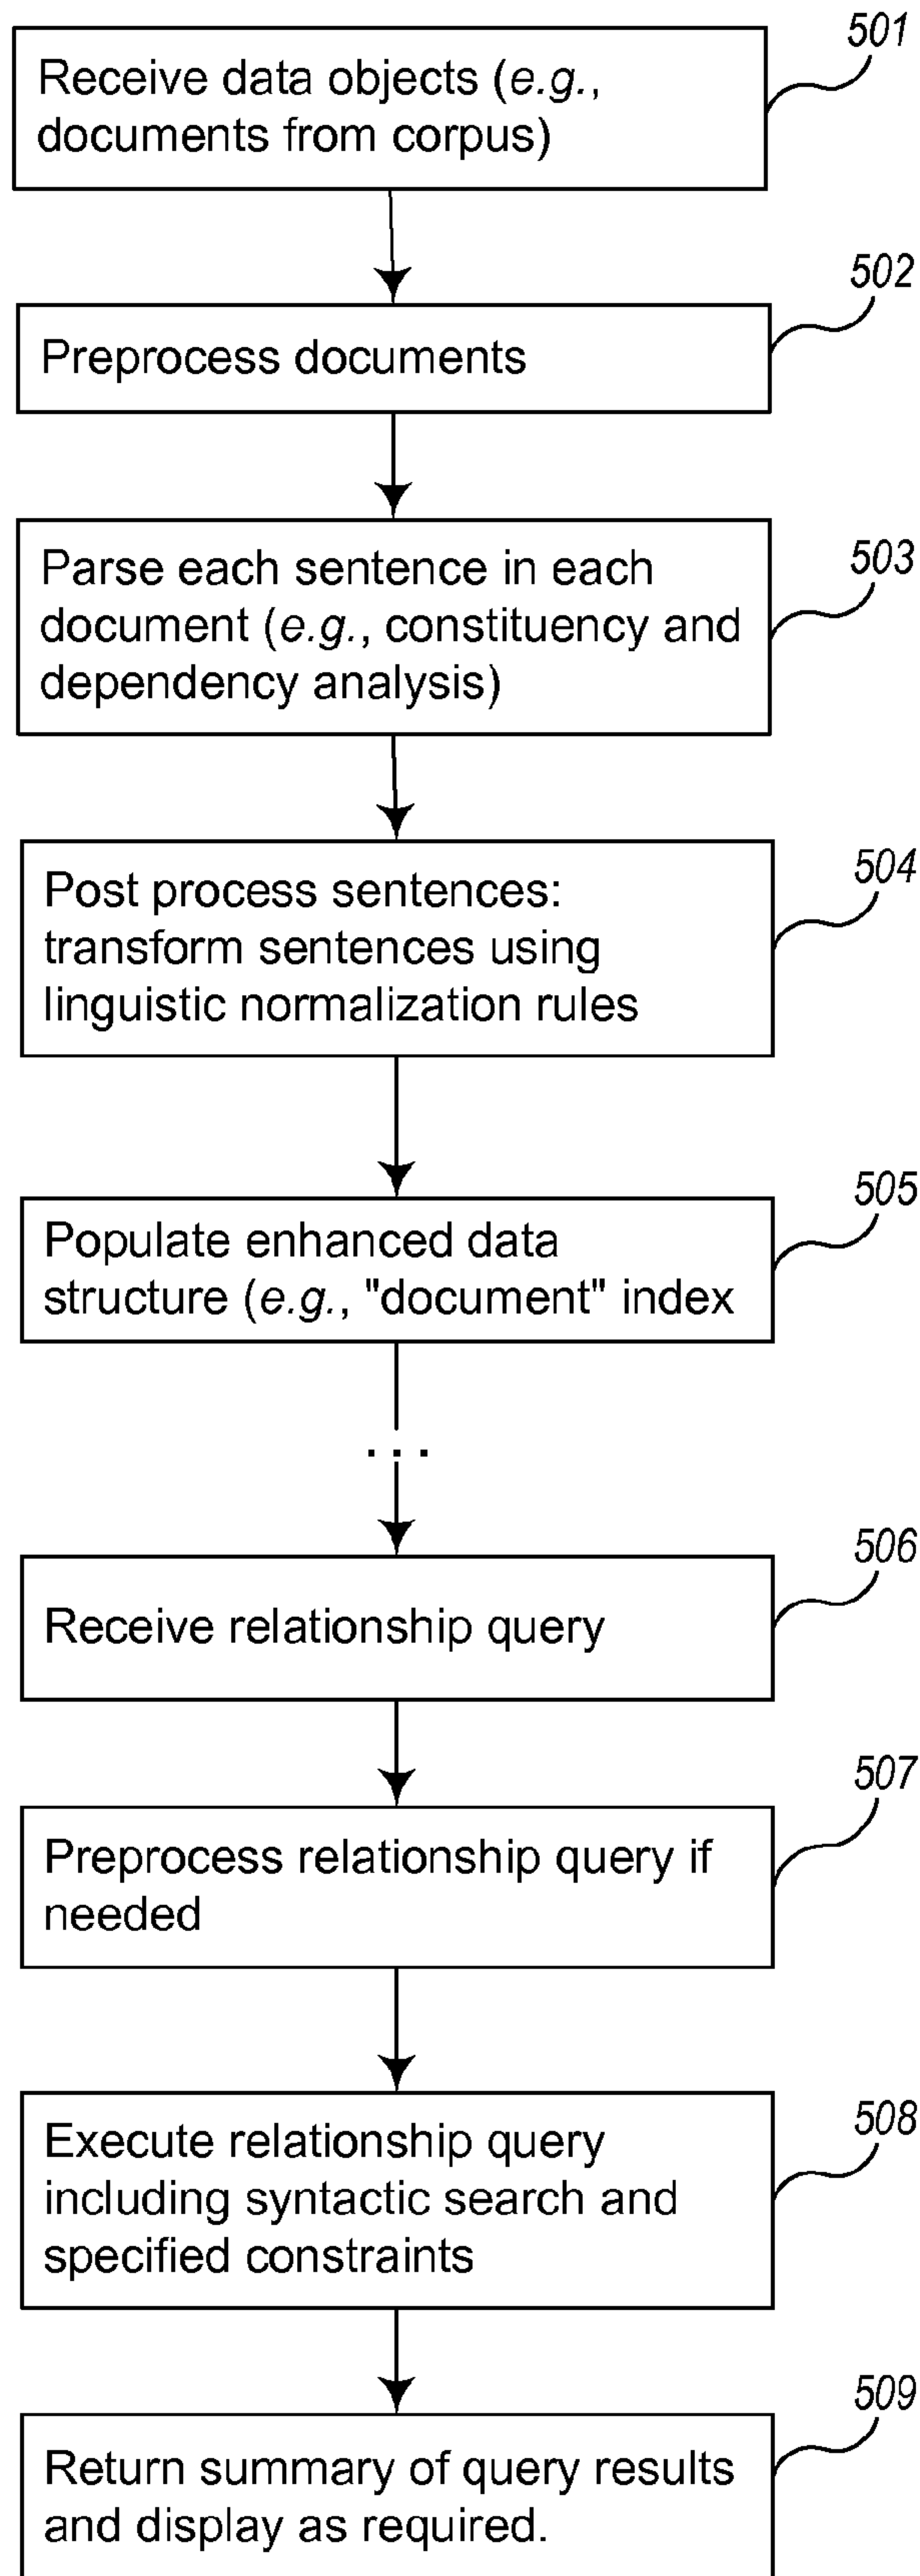 501
Receive data objects (e.g.,
documents from corpus)
502
Preprocess documents
503
Parse each sentence in each
document (e.g., constituency and
dependency analysis)
504
Post process sentences:
transform sentences using
linguistic normalization rules
505
Populate enhanced data
structure (e.g., "document" index
...
506
Receive relationship query
507
Preprocess relationship query if
needed
508
Execute relationship query
including syntactic search and
specified constraints
509
Return summary of query results
and display as required.